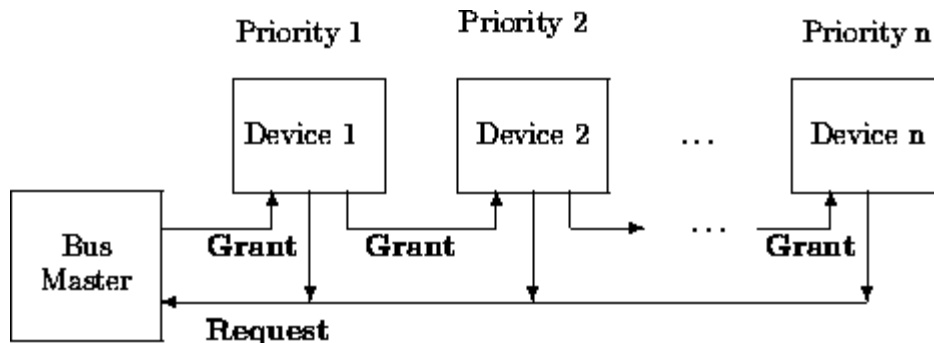 Priority 1
Priority 2
Priority n
Device 1
Device 2
...
Device n
Bus
Master
Grant
Grant
...
Grant
Request